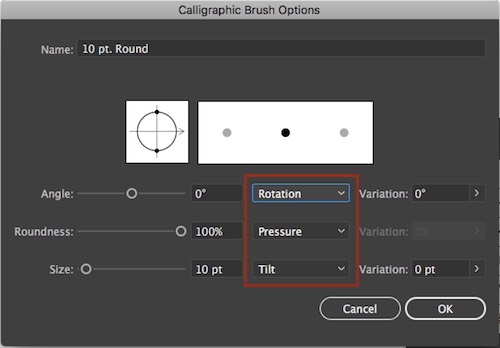 Calligraphic Brush Options
Name: 10 pt. Round
Angle: 0° Rotation Variation: 0°
Roundness: 100% Pressure Variation: 0%
Size: 10 pt Tilt Variation: 0 pt
Cancel OK